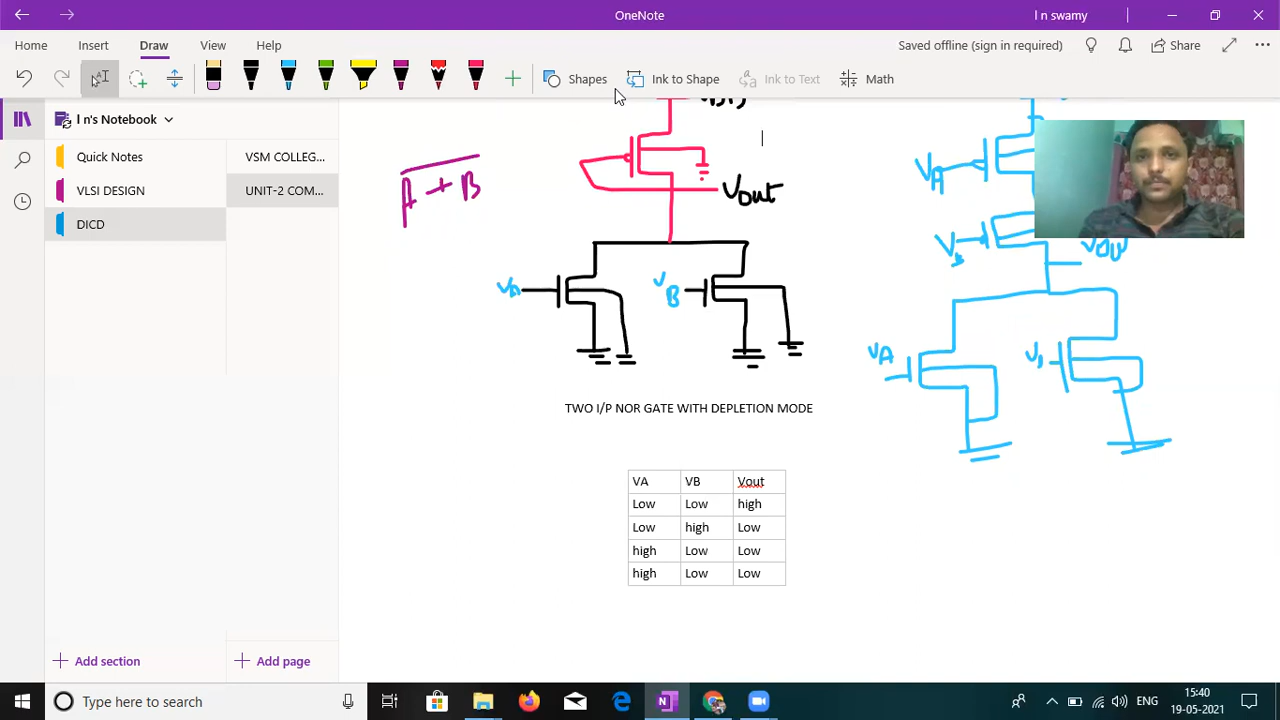 OneNote
l n swamy
Home Insert Draw View Help
Saved offline (sign in required)
Share
Shapes
Ink to Shape
Ink to Text
Math
l n's Notebook
Quick Notes
VLSI DESIGN
DICD
VSM COLLEG...
UNIT-2 COM...
A + B
Vout
VA
VB
VA
VA
TWO I/P NOR GATE WITH DEPLETION MODE
VA VB Vout
Low Low high
Low high Low
high Low Low
high Low Low
Add section
Add page
Type here to search
ENG
15:40
19-05-2021